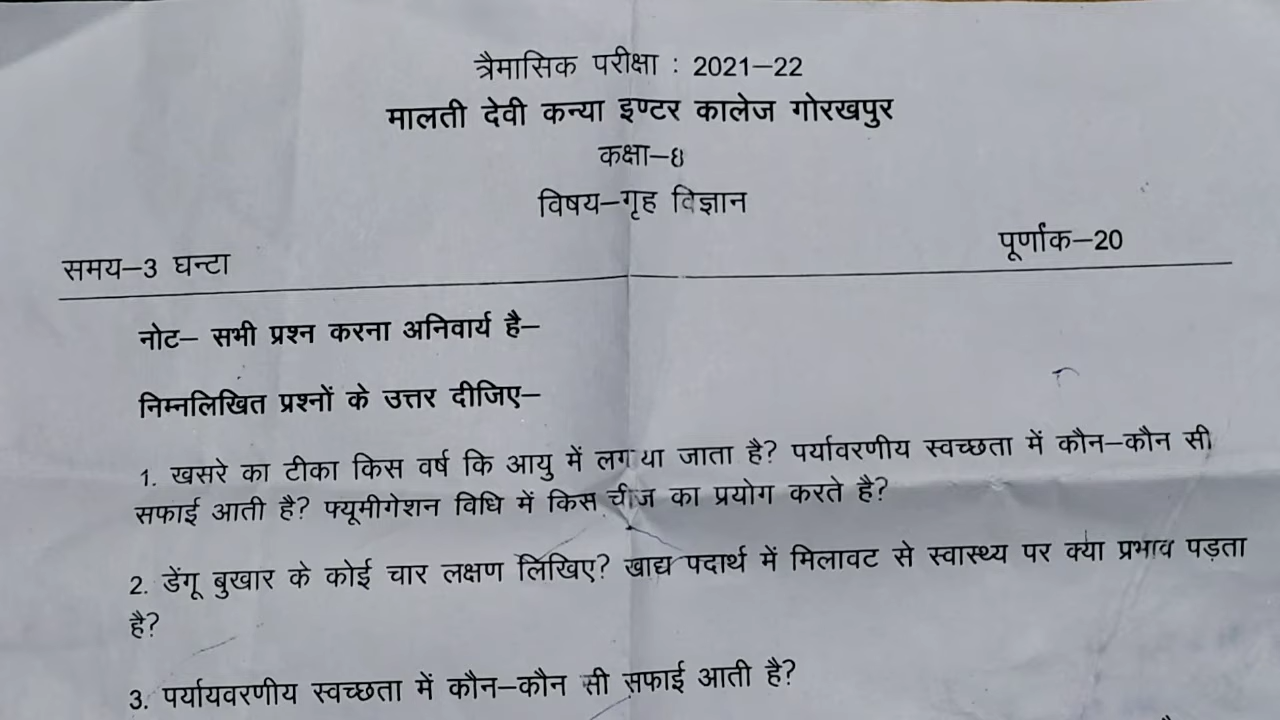 त्रैमासिक परीक्षा : 2021–22
मालती देवी कन्या इण्टर कालेज गोरखपुर
कक्षा–8
विषय–गृह विज्ञान
पूर्णांक–20
समय–3 घन्टा
नोट– सभी प्रश्न करना अनिवार्य है–
निम्नलिखित प्रश्नों के उत्तर दीजिए–
1. खसरे का टीका किस वर्ष कि आयु में लगाया जाता है? पर्यावरणीय स्वच्छता में कौन–कौन सी
सफाई आती है? फ्यूमीगेशन विधि में किस चीज का प्रयोग करते है?
2. डेंगू बुखार के कोई चार लक्षण लिखिए? खाद्य पदार्थ में मिलावट से स्वास्थ्य पर क्या प्रभाव पड़ता
है?
3. पर्यायवरणीय स्वच्छता में कौन–कौन सी सफाई आती है?